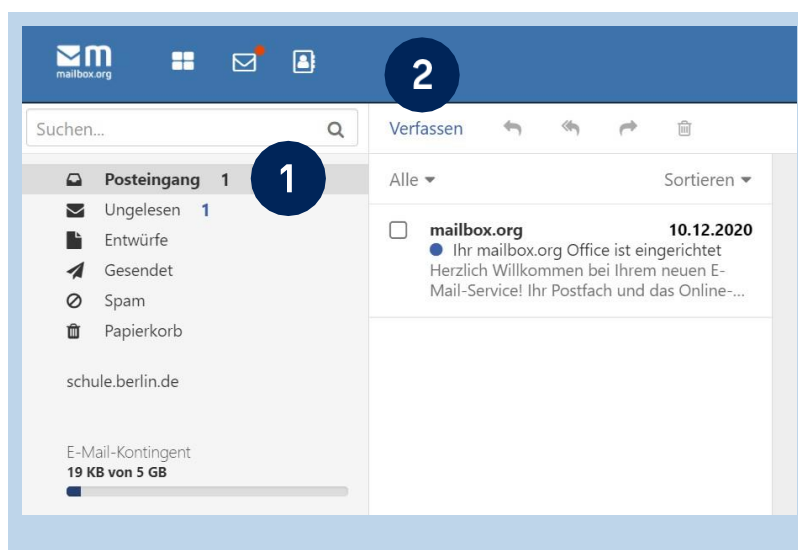 m
mailbox.org
2
Suchen...
Verfassen
Posteingang 1
1
Alle
Sortieren
Ungelesen 1
Entwürfe
Gesendet
Spam
Papierkorb
mailbox.org 10.12.2020
Ihr mailbox.org Office ist eingerichtet
Herzlich Willkommen bei Ihrem neuen E-
Mail-Service! Ihr Postfach und das Online-...
schule.berlin.de
E-Mail-Kontingent
19 KB von 5 GB